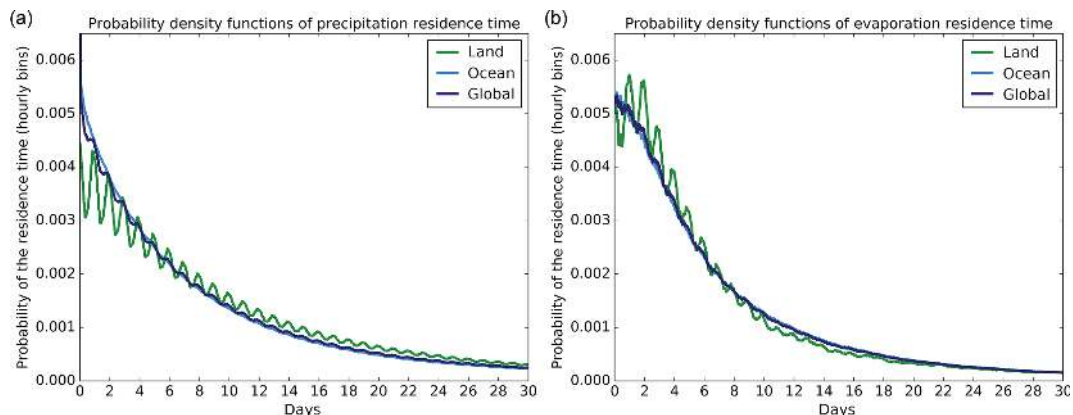 (a)
Probability density functions of precipitation residence time
Probability of the residence time (hourly bins)
0.006
0.005
0.004
0.003
0.002
0.001
0.000
Land
Ocean
Global
0 2 4 6 8 10 12 14 16 18 20 22 24 26 28 30
Days
(b)
Probability density functions of evaporation residence time
Probability of the residence time (hourly bins)
0.006
0.005
0.004
0.003
0.002
0.001
0.000
Land
Ocean
Global
0 2 4 6 8 10 12 14 16 18 20 22 24 26 28 30
Days